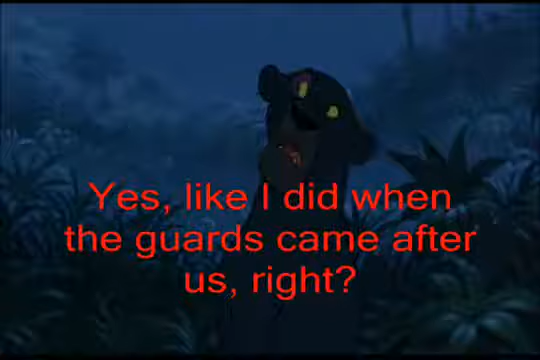 Yes, like I did when
the guards came after
us, right?